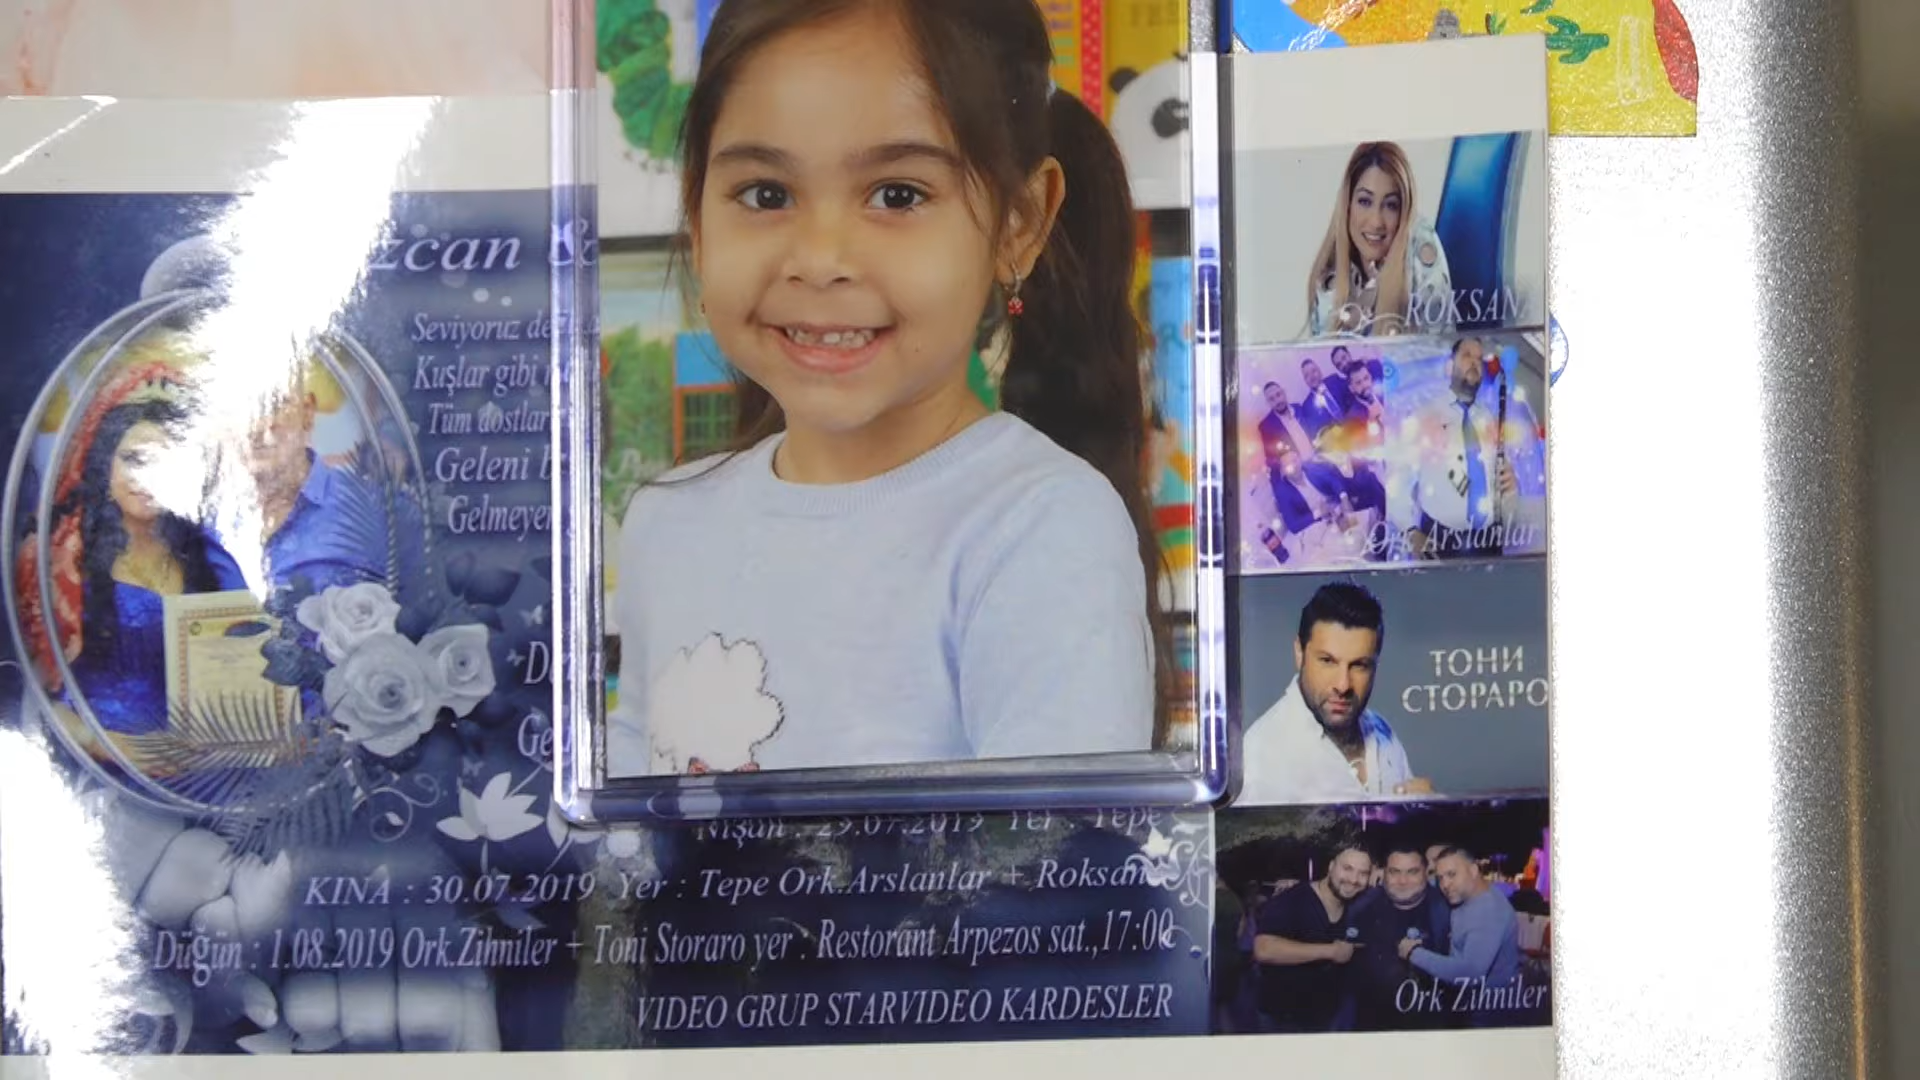 zcan &
Seviyoruz
Kuşlar gibi
Tüm dostlar
Geleni
Gelmeyen
Nişan : 29.07.2019 Yer : Tepe
KINA : 30.07.2019 Yer : Tepe Ork.Arslanlar + Roksan
Düğün : 1.08.2019 Ork.Zihniler + Toni Storaro yer : Restorant Arpezos sat.,17:00
VIDEO GRUP STARVIDEO KARDESLER
ROKSAN
Ork Arslanlar
ТОНИ
СТОРАРО
Ork Zihniler